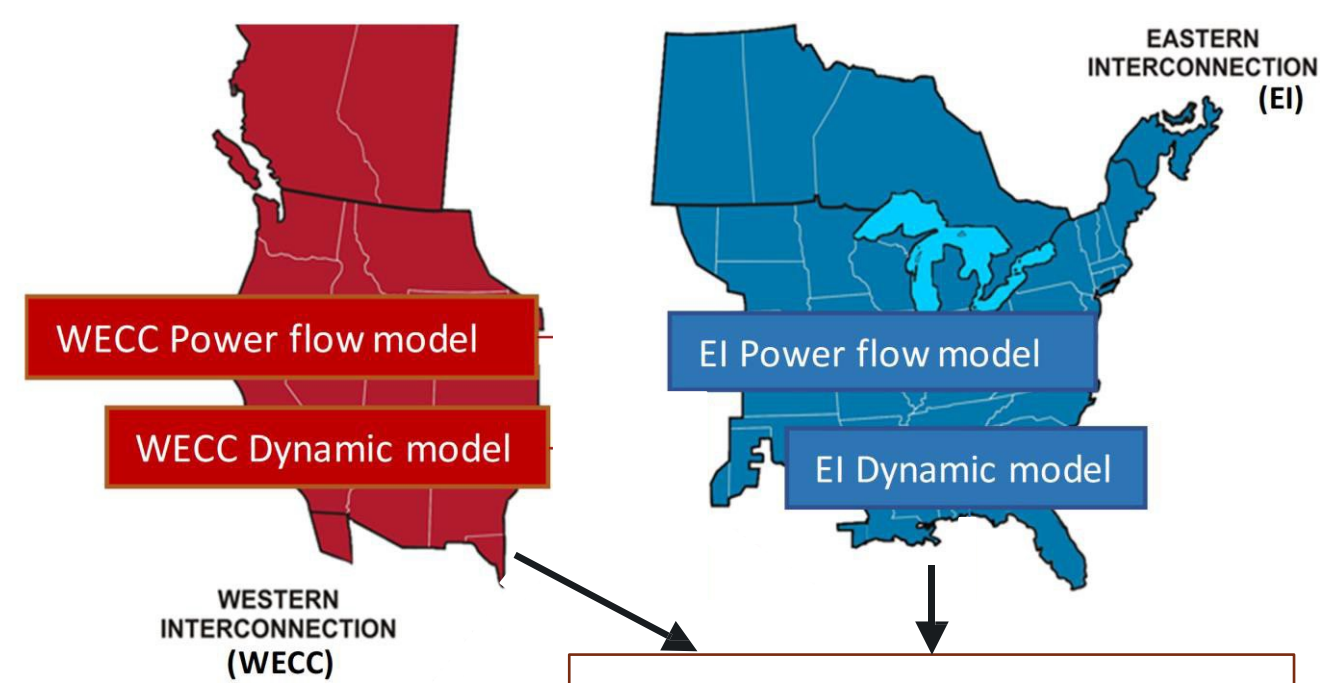 EASTERN
INTERCONNECTION
(EI)
WECC Power flow model
EI Power flow model
WECC Dynamic model
EI Dynamic model
WESTERN
INTERCONNECTION
(WECC)